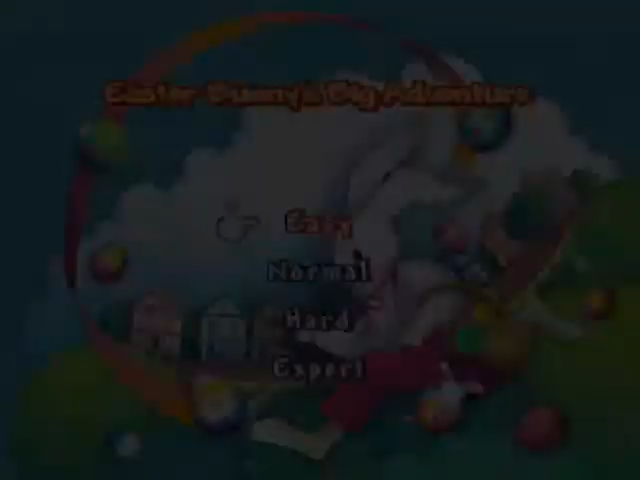 Easter Bunny's Big Adventure
Easy
Normal
Hard
Expert